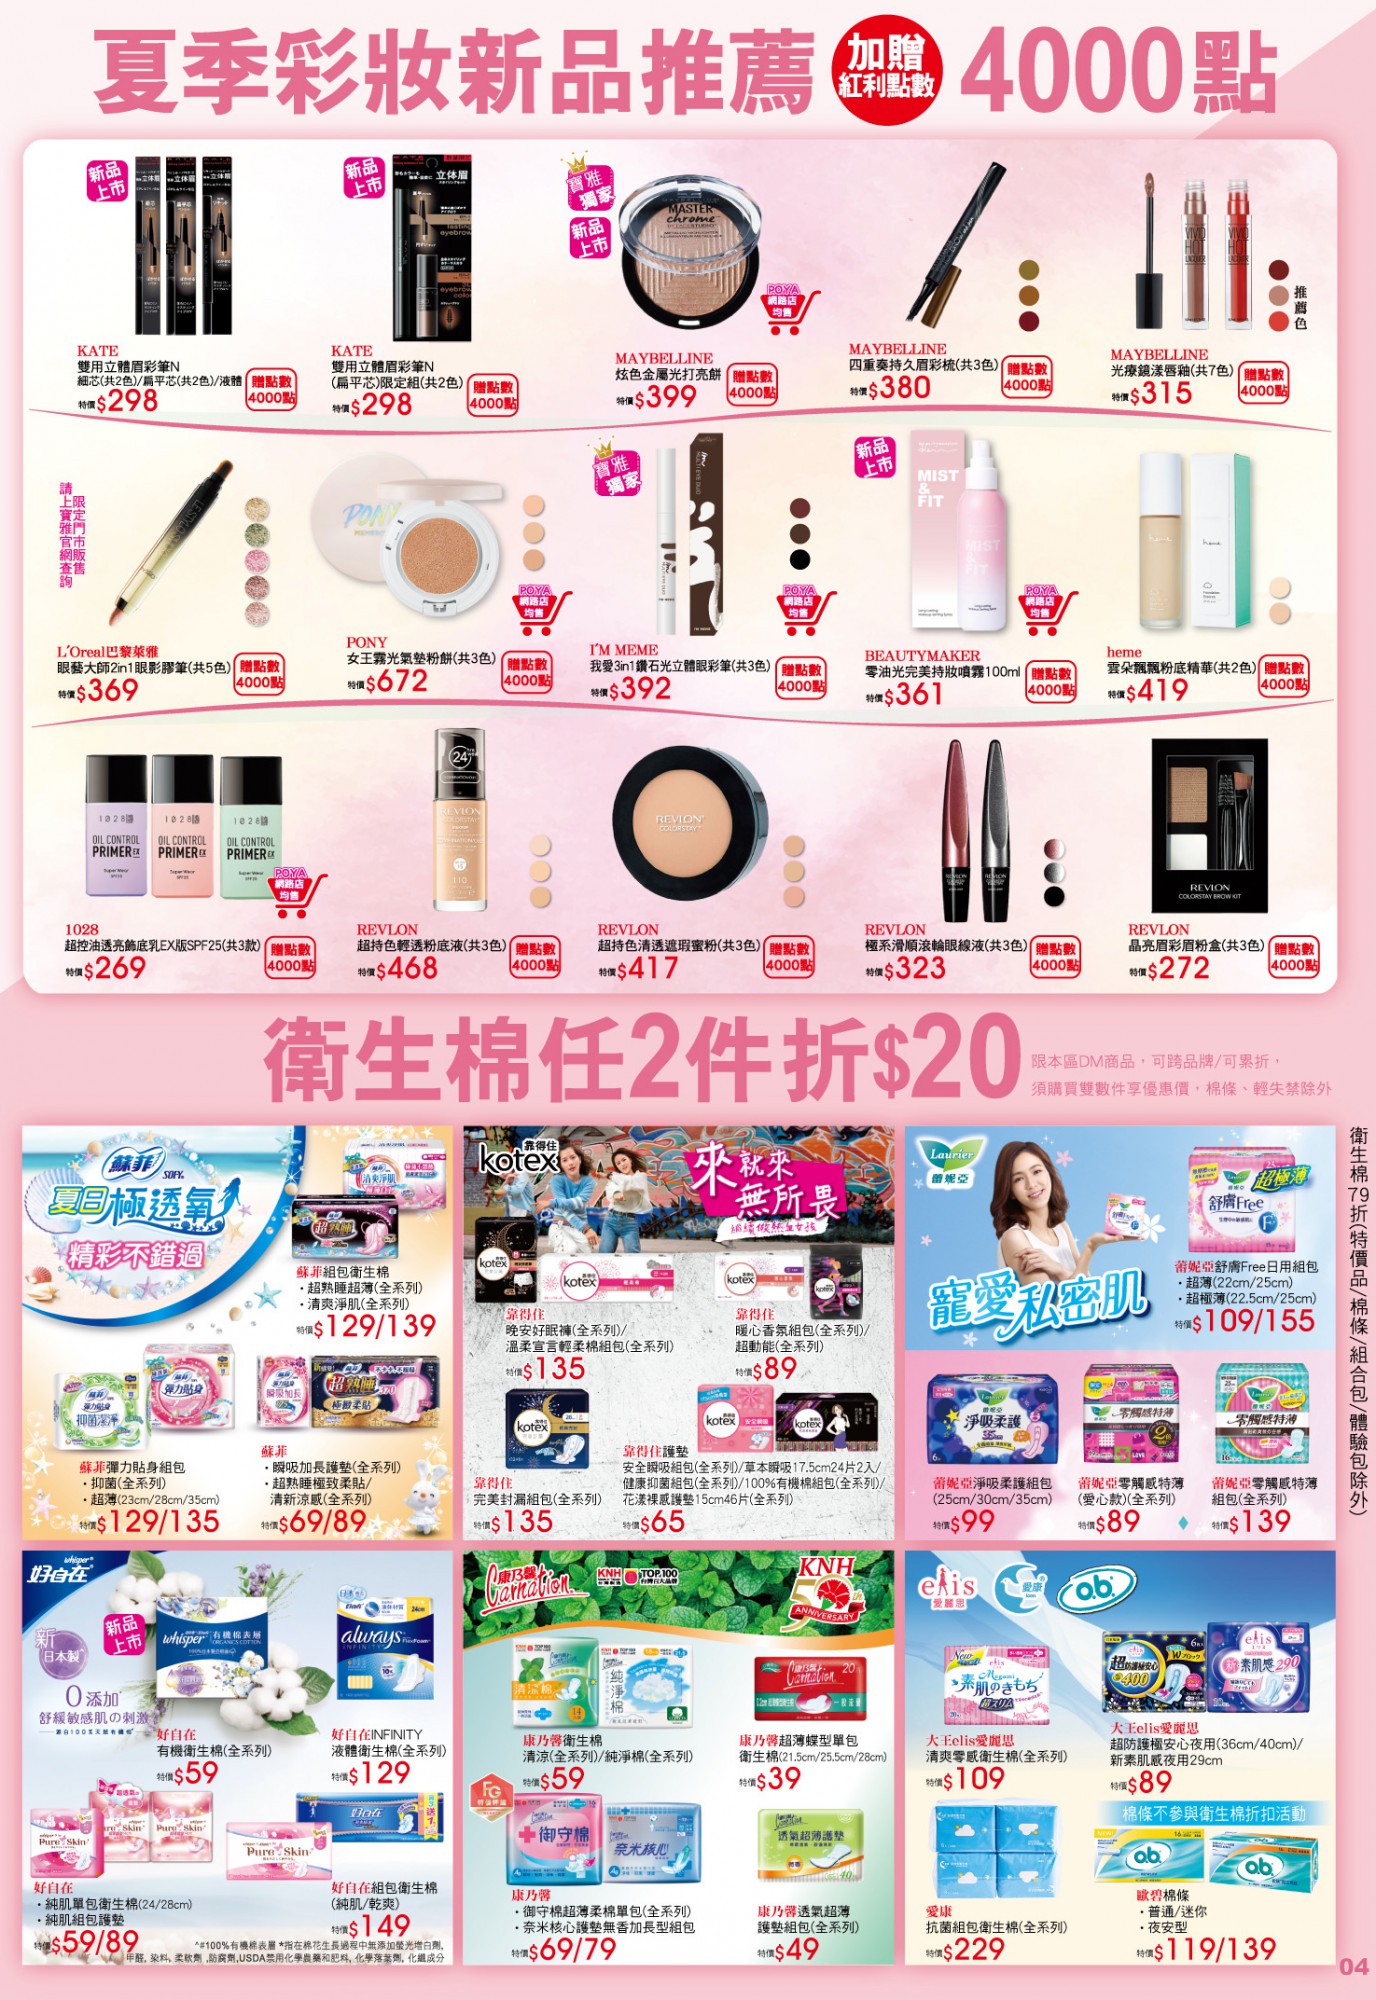 夏季彩妝新品推薦 加贈紅利點數 4000點
新品上市
KATE
雙用立體眉彩筆N
細芯(共2色)/扁平芯(共2色)/液體
特價$298
贈點數4000點
新品上市
KATE
雙用立體眉彩筆N
(扁平芯)限定組(共2色)
特價$298
贈點數4000點
寶雅獨家
新品上市
MASTER chrome
POYA網路店均售
MAYBELLINE
炫色金屬光打亮餅
特價$399
贈點數4000點
MAYBELLINE
四重奏持久眉彩梳(共3色)
特價$380
贈點數4000點
推薦色
MAYBELLINE
光療鏡漾唇釉(共7色)
特價$315
贈點數4000點
限定門市販售
請上寶雅官網查詢
L'Oreal巴黎萊雅
眼藝大師2in1眼影膠筆(共5色)
特價$369
贈點數4000點
POYA網路店均售
PONY
女王霧光氣墊粉餅(共3色)
特價$672
贈點數4000點
寶雅獨家
POYA網路店均售
I'M MEME
我愛3in1鑽石光立體眼彩筆(共3色)
特價$392
贈點數4000點
新品上市
MIST & FIT
POYA網路店均售
BEAUTYMAKER
零油光完美持妝噴霧100ml
特價$361
贈點數4000點
heme
雲朵飄飄粉底精華(共2色)
特價$419
贈點數4000點
1028
OIL CONTROL
PRIMER EX
POYA網路店均售
1028
超控油透亮飾底乳EX版SPF25(共3款)
特價$269
贈點數4000點
REVLON
超持色輕透粉底液(共3色)
特價$468
贈點數4000點
REVLON
COLORSTAY
REVLON
超持色清透遮瑕蜜粉(共3色)
特價$417
贈點數4000點
REVLON
極系滑順滾輪眼線液(共3色)
特價$323
贈點數4000點
REVLON
COLORSTAY BROW KIT
REVLON
晶亮眉彩眉粉盒(共3色)
特價$272
贈點數4000點
衛生棉任2件折$20
限本區DM商品，可跨品牌/可累折，
須購買雙數件享優惠價，棉條、輕失禁除外
衛生棉79折(特價品/棉條/組合包/體驗包除外)
蘇菲 SOFY.
夏日極透氧
精彩不錯過
蘇菲組包衛生棉
・超熟睡超薄(全系列)
・清爽淨肌(全系列)
特價$129/139
蘇菲彈力貼身組包
・抑菌(全系列)
・超薄(23cm/28cm/35cm)
特價$129/135
蘇菲
・瞬吸加長護墊(全系列)
・超熟睡極致柔貼/
清新涼感(全系列)
特價$69/89
靠得住
kotex
來就來
無所畏
繼續做熱血女孩
靠得住
晚安好眠褲(全系列)/
溫柔宣言輕柔棉組包(全系列)
特價$135
靠得住
暖心香氛組包(全系列)/
超動能(全系列)
特價$89
靠得住
完美封漏組包(全系列)
特價$135
靠得住護墊
安全瞬吸組包(全系列)/草本瞬吸17.5cm24片2入/
健康抑菌組包(全系列)/100%有機棉組包(全系列)/
花漾裸感護墊15cm46片(全系列)
特價$65
Laurier
蕾妮亞
寵愛私密肌
蕾妮亞舒膚Free日用組包
・超薄(22cm/25cm)
・超極薄(22.5cm/25cm)
特價$109/155
蕾妮亞淨吸柔護組包
(25cm/30cm/35cm)
特價$99
蕾妮亞零觸感特薄
(愛心款)(全系列)
特價$89
蕾妮亞零觸感特薄
組包(全系列)
特價$139
whisper
好自在
新日本製
新品上市
0添加
舒緩敏感肌の刺激
好自在
有機衛生棉(全系列)
特價$59
好自在INFINITY
液體衛生棉(全系列)
特價$129
好自在
・純肌單包衛生棉(24/28cm)
・純肌組包護墊
特價$59/89
好自在組包衛生棉
(純肌/乾爽)
特價$149
^#100%有機棉表層 *指在棉花生長過程中無添加螢光增白劑,
甲醛, 染料, 柔軟劑 ,防腐劑,USDA禁用化學農藥和肥料, 化學落葉劑, 化纖成分
康乃馨
Carnation.
KNH TOP.100
KNH 50th ANNIVERSARY
康乃馨衛生棉
清涼(全系列)/純淨棉(全系列)
特價$59
康乃馨超薄蝶型單包
衛生棉(21.5cm/25.5cm/28cm)
特價$39
康乃馨
・御守棉超薄柔棉單包(全系列)
・奈米核心護墊無香加長型組包
特價$69/79
康乃馨透氣超薄
護墊組包(全系列)
特價$49
elis
愛麗思
愛康
o.b.
大王elis愛麗思
清爽零感衛生棉(全系列)
特價$109
大王elis愛麗思
超防護極安心夜用(36cm/40cm)/
新素肌感夜用29cm
特價$89
棉條不參與衛生棉折扣活動
愛康
抗菌組包衛生棉(全系列)
特價$229
歐碧棉條
・普通/迷你
・夜安型
特價$119/139
04